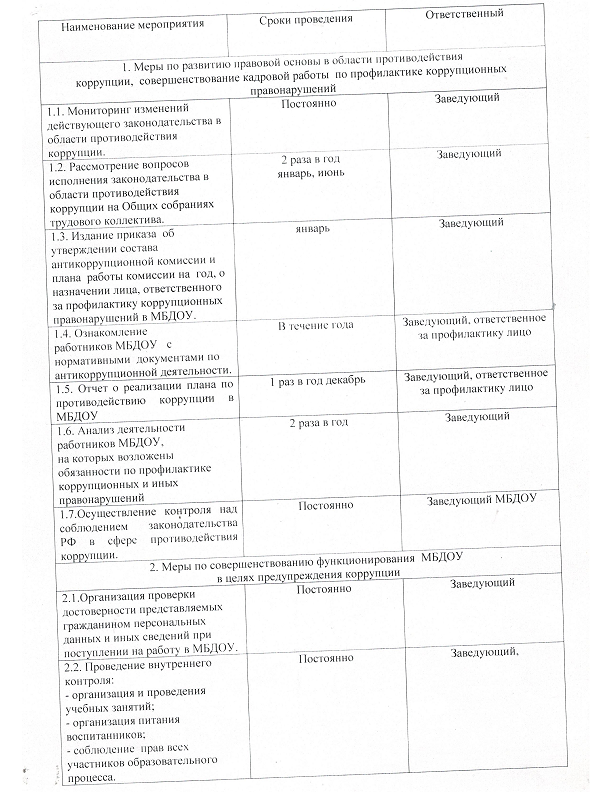 Наименование мероприятия
Сроки проведения
Ответственный
1. Меры по развитию правовой основы в области противодействия
коррупции, совершенствование кадровой работы по профилактике коррупционных
правонарушений
1.1. Мониторинг изменений
действующего законодательства в
области противодействия
коррупции.
Постоянно
Заведующий
1.2. Рассмотрение вопросов
исполнения законодательства в
области противодействия
коррупции на Общих собраниях
трудового коллектива.
2 раза в год
январь, июнь
Заведующий
1.3. Издание приказа об
утверждении состава
антикоррупционной комиссии и
плана работы комиссии на год, о
назначении лица, ответственного
за профилактику коррупционных
правонарушений в МБДОУ.
январь
Заведующий
1.4. Ознакомление
работников МБДОУ с
нормативными документами по
антикоррупционной деятельности.
В течение года
Заведующий, ответственное
за профилактику лицо
1.5. Отчет о реализации плана по
противодействию коррупции в
МБДОУ
1 раз в год декабрь
Заведующий, ответственное
за профилактику лицо
1.6. Анализ деятельности
работников МБДОУ,
на которых возложены
обязанности по профилактике
коррупционных и иных
правонарушений
2 раза в год
Заведующий
1.7.Осуществление контроля над
соблюдением законодательства
РФ в сфере противодействия
коррупции.
Постоянно
Заведующий МБДОУ
2. Меры по совершенствованию функционирования МБДОУ
в целях предупреждения коррупции
2.1.Организация проверки
достоверности представляемых
гражданином персональных
данных и иных сведений при
поступлении на работу в МБДОУ.
Постоянно
Заведующий
2.2. Проведение внутреннего
контроля:
- организация и проведения
учебных занятий;
- организация питания
воспитанников;
- соблюдение прав всех
участников образовательного
процесса.
Постоянно
Заведующий,